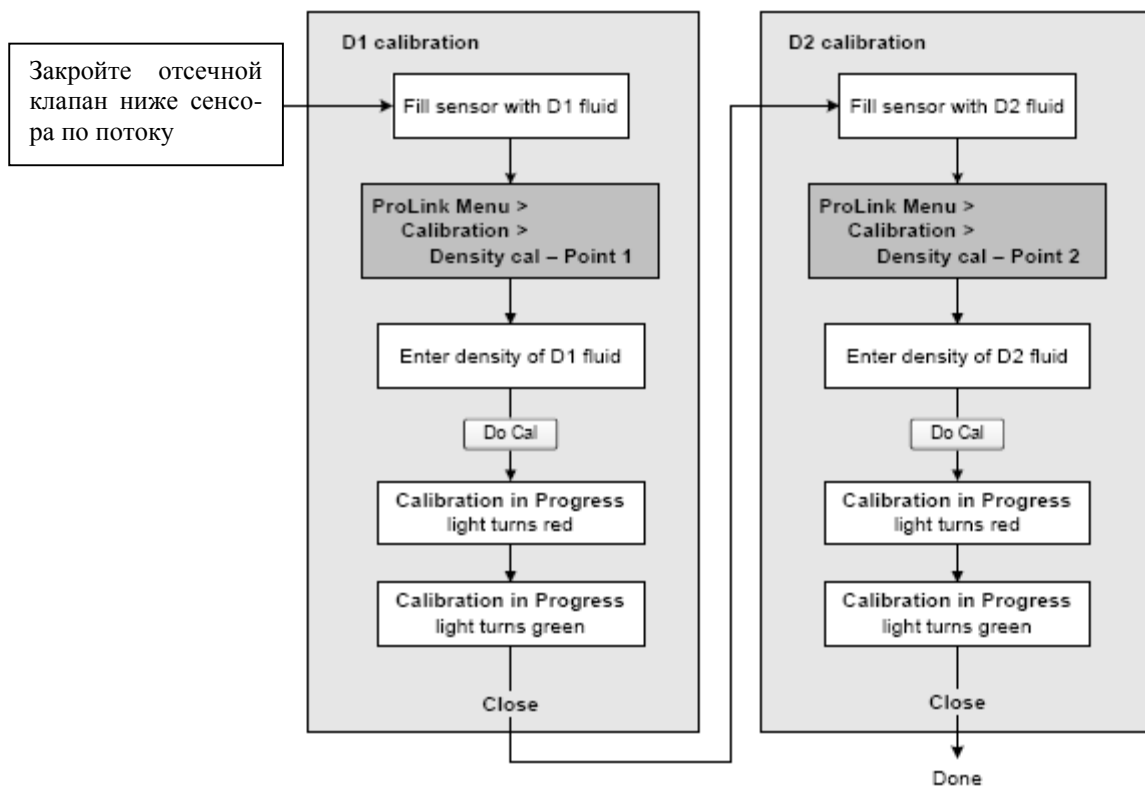 Закройте отсечной
клапан ниже сенсо-
ра по потоку
D1 calibration
Fill sensor with D1 fluid
ProLink Menu >
Calibration >
Density cal – Point 1
Enter density of D1 fluid
Do Cal
Calibration in Progress
light turns red
Calibration in Progress
light turns green
Close
D2 calibration
Fill sensor with D2 fluid
ProLink Menu >
Calibration >
Density cal – Point 2
Enter density of D2 fluid
Do Cal
Calibration in Progress
light turns red
Calibration in Progress
light turns green
Close
Done